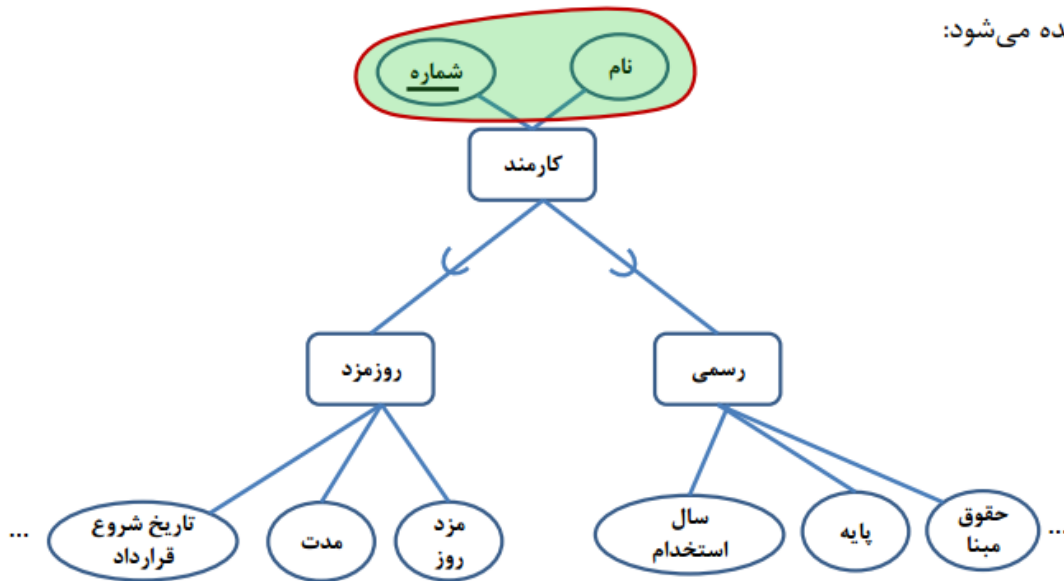 ده می‌شود:
نام
شماره
کارمند
رسمی
روزمزد
حقوق
مبنا
پایه
سال
استخدام
...
مزد
روز
مدت
تاریخ شروع
قرارداد
...